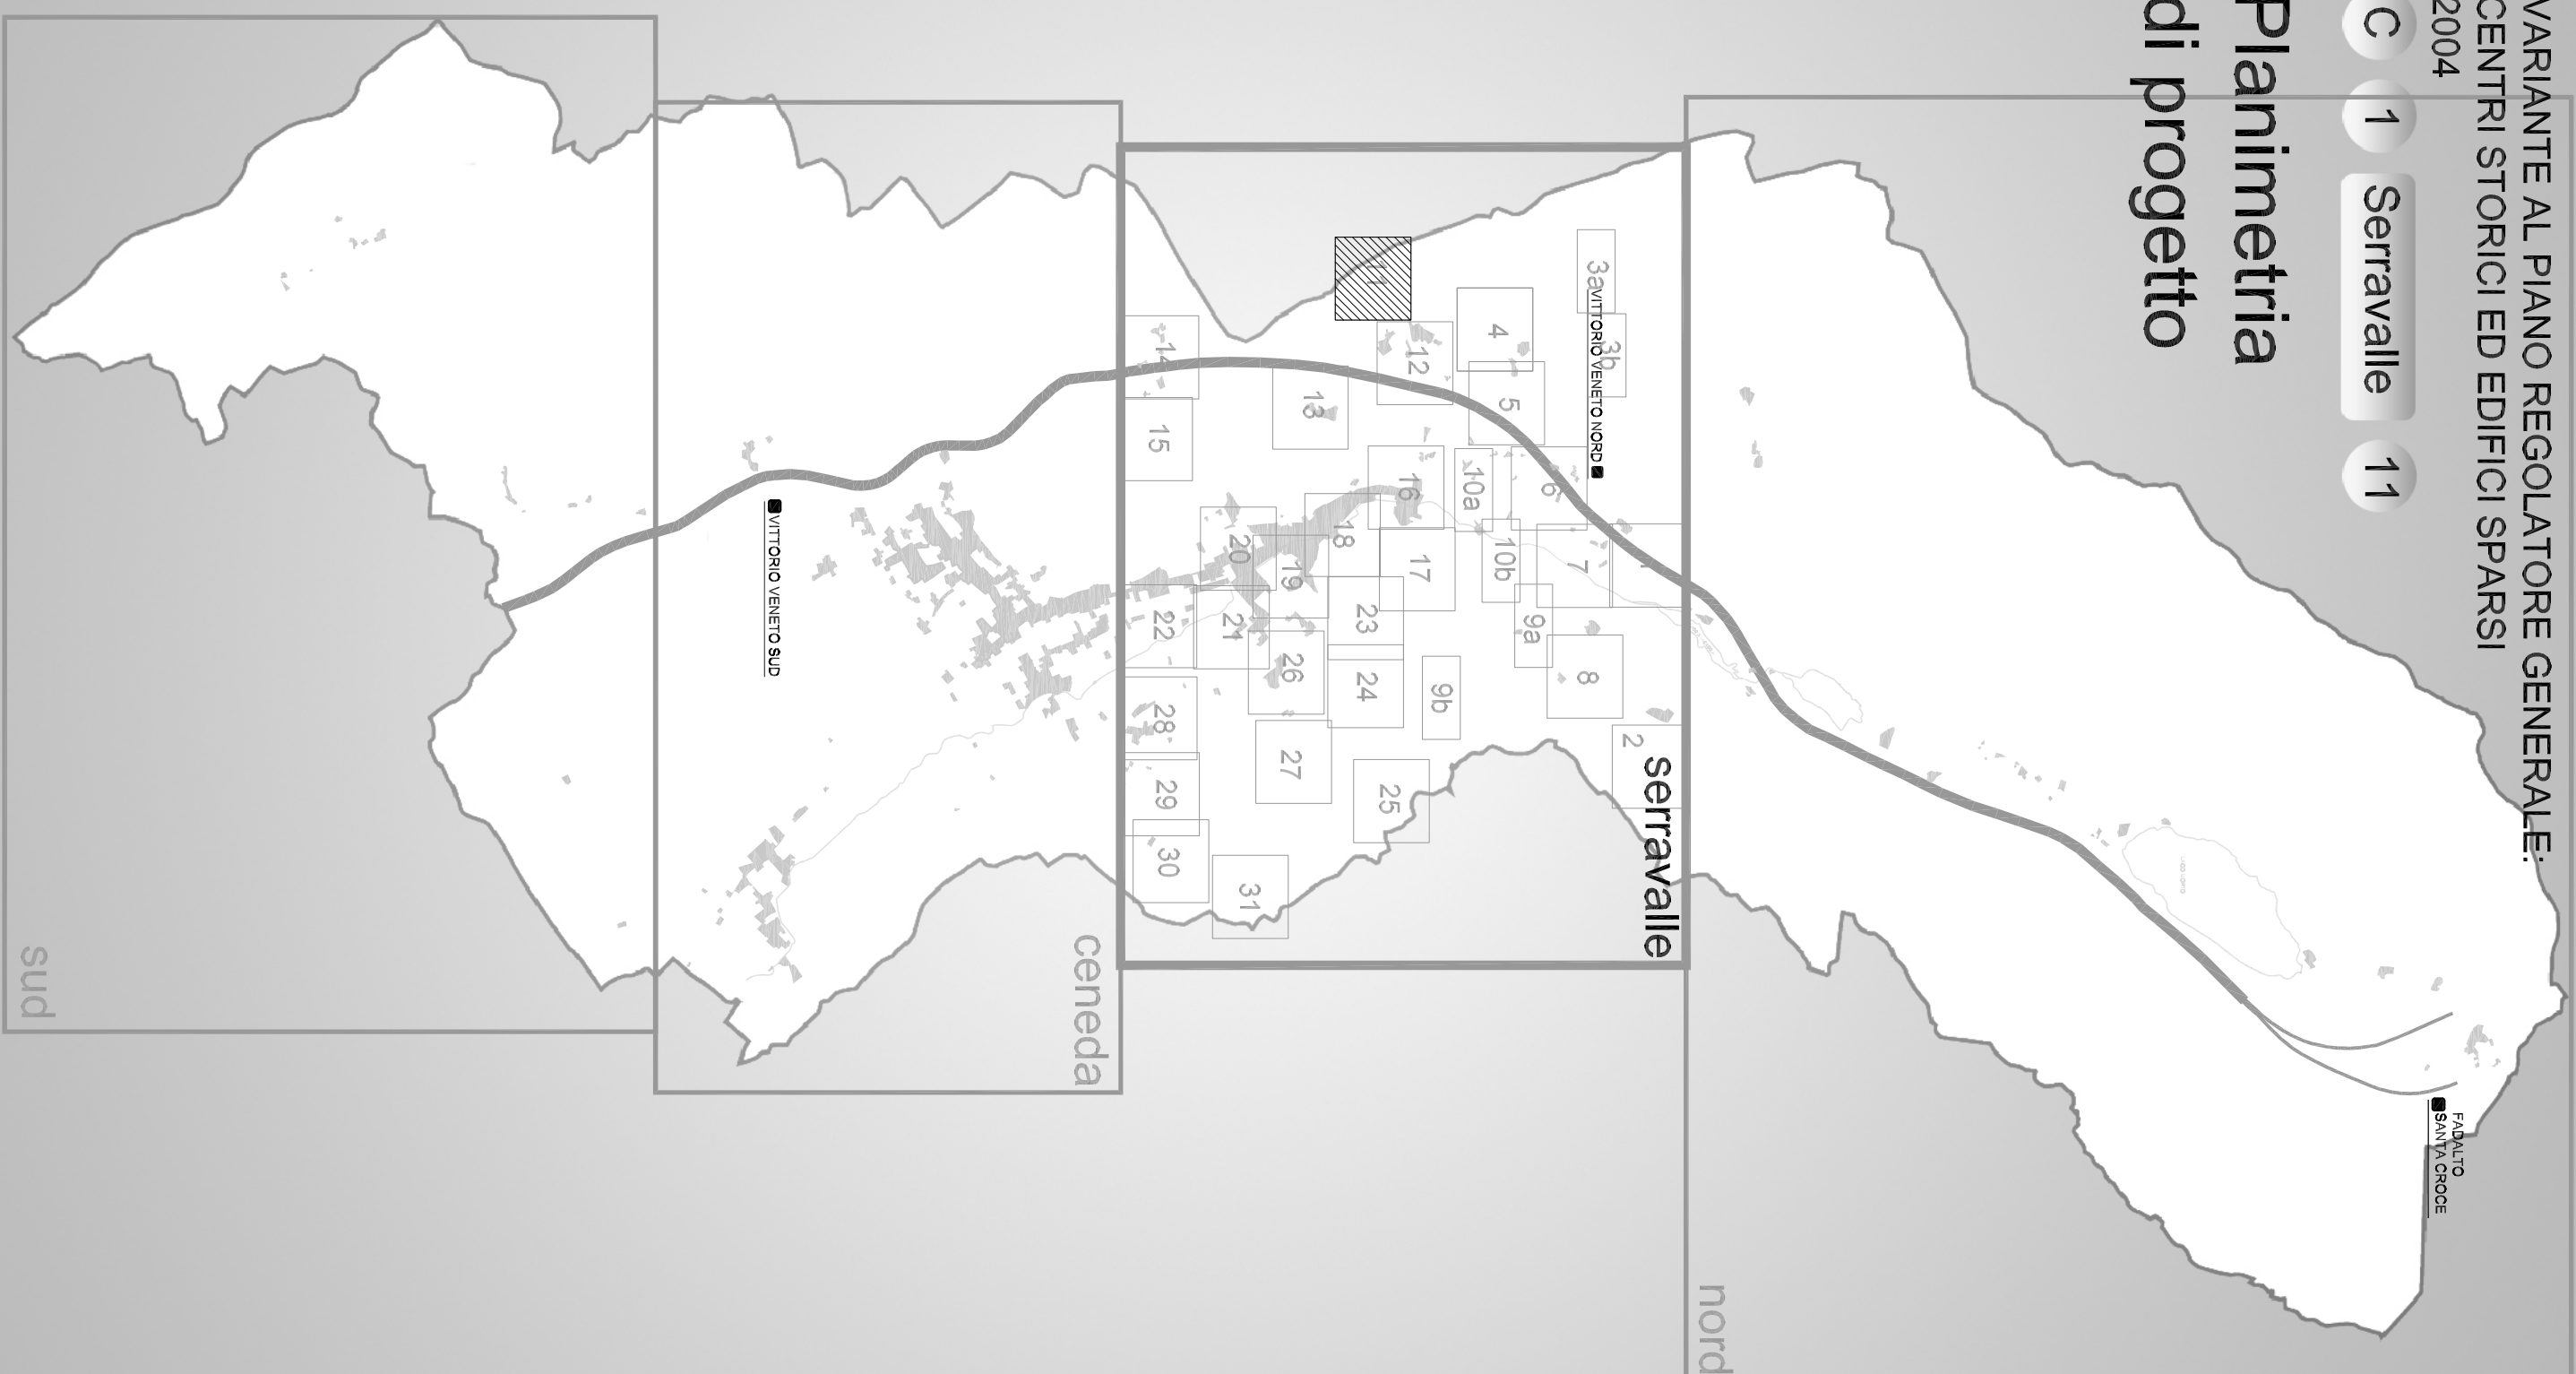 VARIANTE AL PIANO REGOLATORE GENERALE:
CENTRI STORICI ED EDIFICI SPARSI
2004
C 1 Serravalle 11
Planimetria
di progetto
FADALTO
SANTA CROCE
nord
serravalle
2
3a
3b
VITTORIO VENETO NORD
1
8
7
6
9a
5
4
10b
10a
9b
12
17
16
25
11
23
24
18
13
19
26
27
20
21
31
14
15
22
28
29
30
ceneda
VITTORIO VENETO SUD
sud